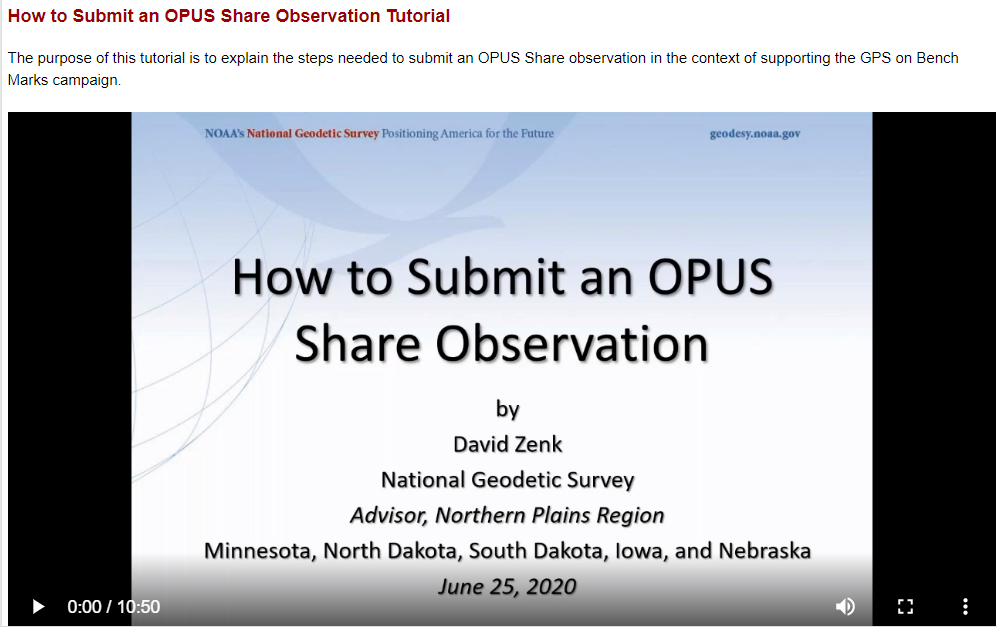 How to Submit an OPUS Share Observation Tutorial
The purpose of this tutorial is to explain the steps needed to submit an OPUS Share observation in the context of supporting the GPS on Bench
Marks campaign.
NOAA's National Geodetic Survey Positioning America for the Future geodesy.noaa.gov
How to Submit an OPUS
Share Observation
by
David Zenk
National Geodetic Survey
Advisor, Northern Plains Region
Minnesota, North Dakota, South Dakota, Iowa, and Nebraska
June 25, 2020
0:00 / 10:50